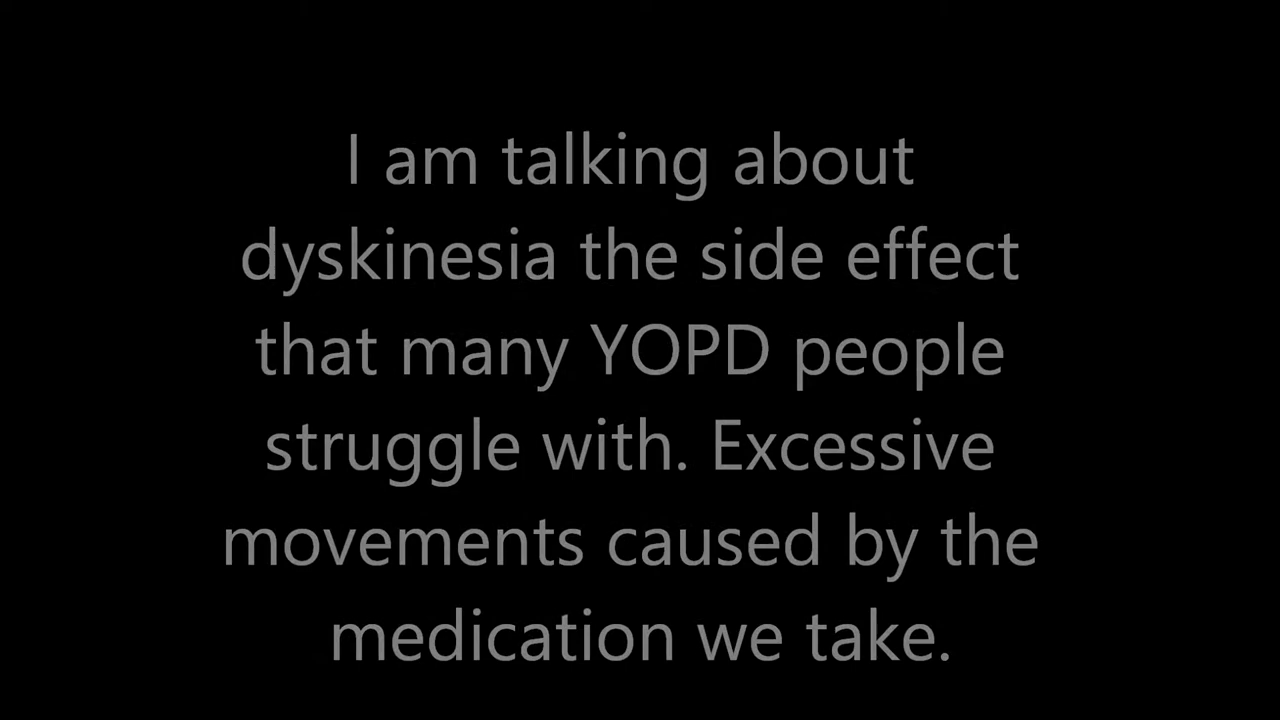 I am talking about
dyskinesia the side effect
that many YOPD people
struggle with. Excessive
movements caused by the
medication we take.